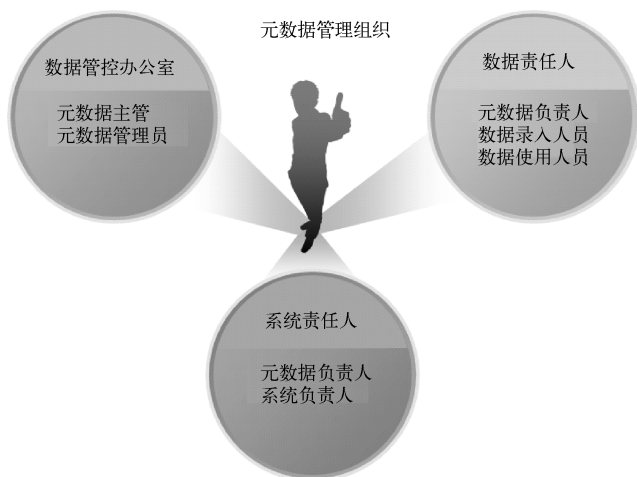 元数据管理组织
数据管控办公室
元数据主管
元数据管理员
数据责任人
元数据负责人
数据录入人员
数据使用人员
系统责任人
元数据负责人
系统负责人